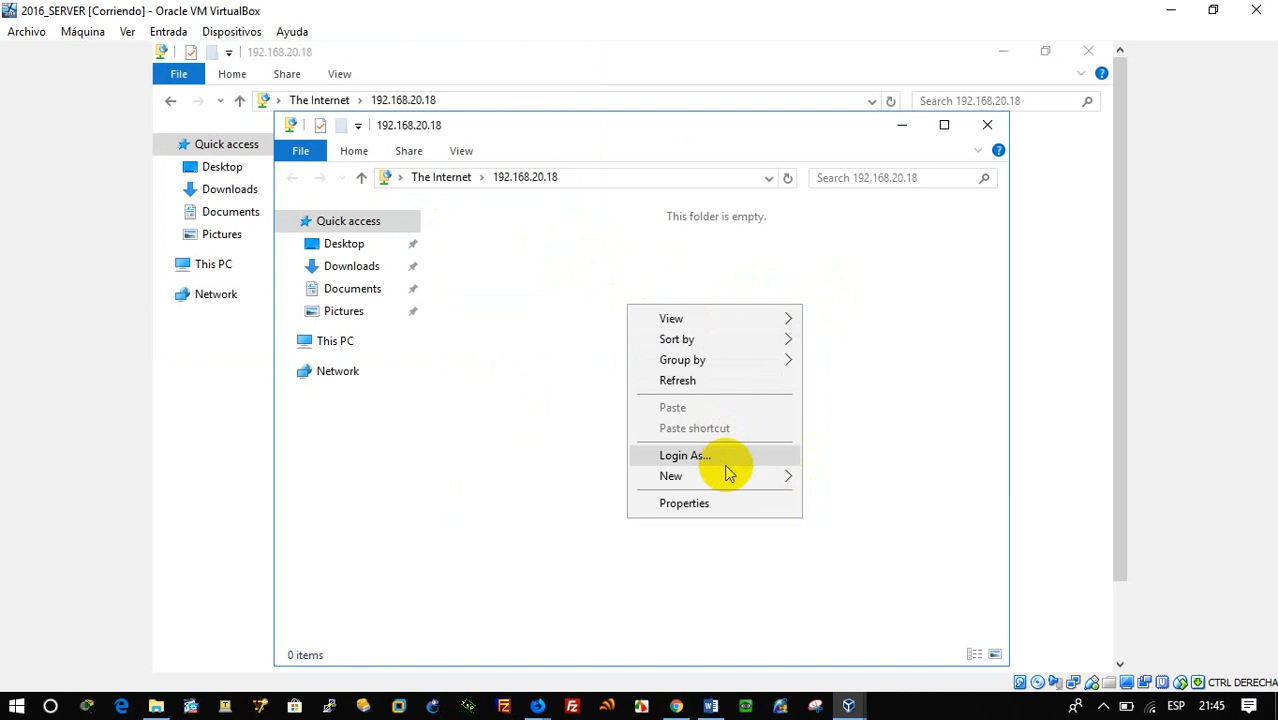 2016_SERVER [Corriendo] - Oracle VM VirtualBox
Archivo Máquina Ver Entrada Dispositivos Ayuda
192.168.20.18
File Home Share View
The Internet 192.168.20.18 Search 192.168.20.18
Quick access
Desktop
Downloads
Documents
Pictures
This PC
Network
192.168.20.18
File Home Share View
The Internet 192.168.20.18 Search 192.168.20.18
Quick access
Desktop
Downloads
Documents
Pictures
This PC
Network
This folder is empty.
View
Sort by
Group by
Refresh
Paste
Paste shortcut
Login As...
New
Properties
0 items
CTRL DERECHA
ESP 21:45